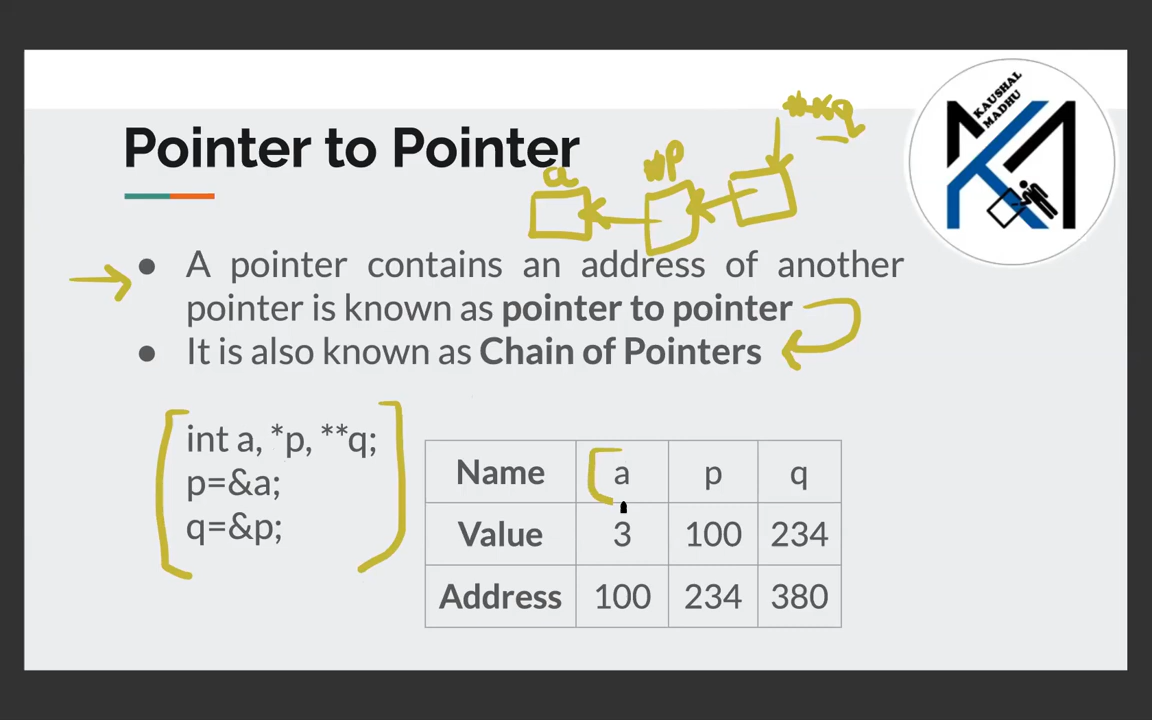 KAUSHAL
MADHU
**q
Pointer to Pointer
a
*p
● A pointer contains an address of another
pointer is known as pointer to pointer
● It is also known as Chain of Pointers
int a, *p, **q;
p=&a;
q=&p;
Name a p q
Value 3 100 234
Address 100 234 380